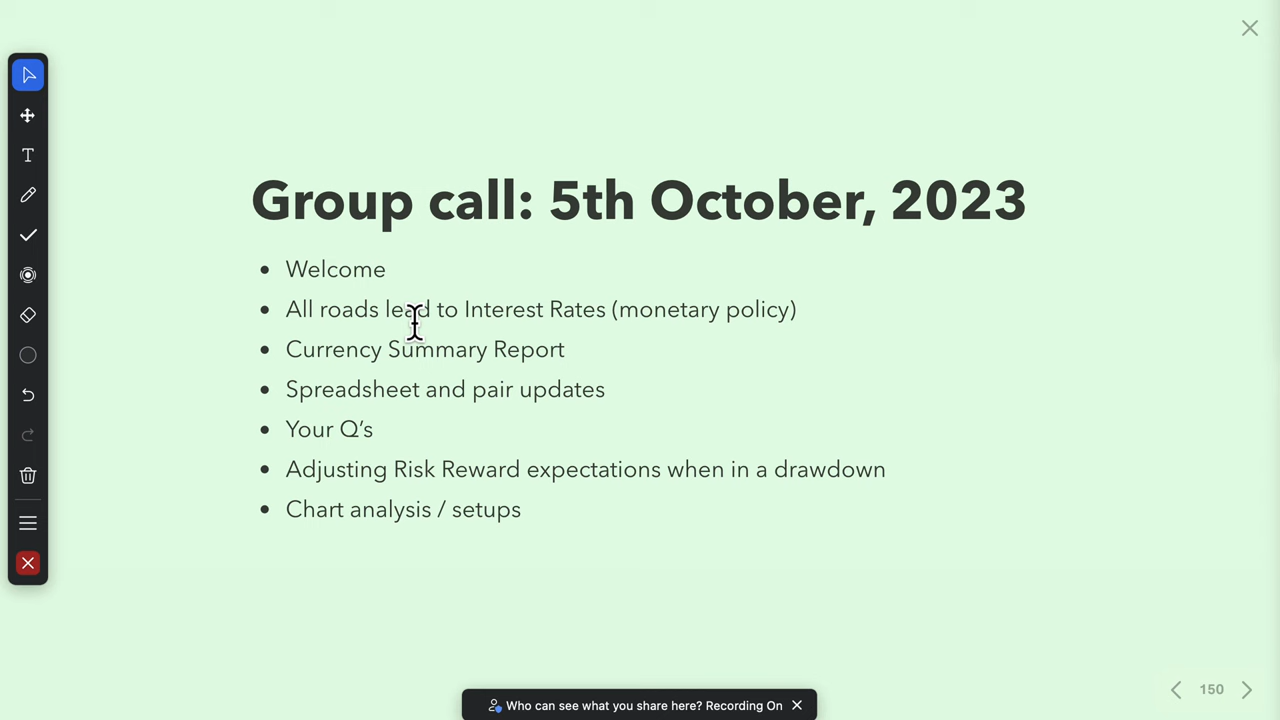 Group call: 5th October, 2023
• Welcome
• All roads lead to Interest Rates (monetary policy)
• Currency Summary Report
• Spreadsheet and pair updates
• Your Q’s
• Adjusting Risk Reward expectations when in a drawdown
• Chart analysis / setups
150
Who can see what you share here? Recording On